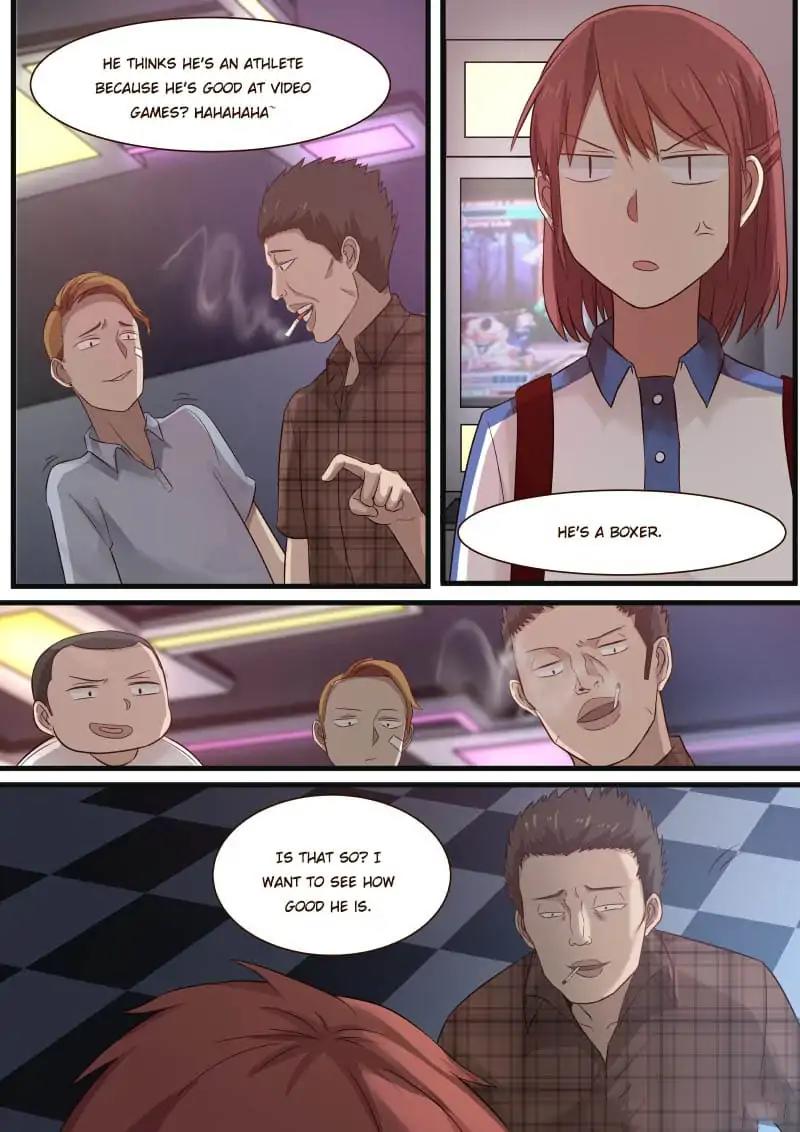 HE THINKS HE'S AN ATHLETE
BECAUSE HE'S GOOD AT VIDEO
GAMES? HAHAHAHA~
HE'S A BOXER.
IS THAT SO? I
WANT TO SEE HOW
GOOD HE IS.